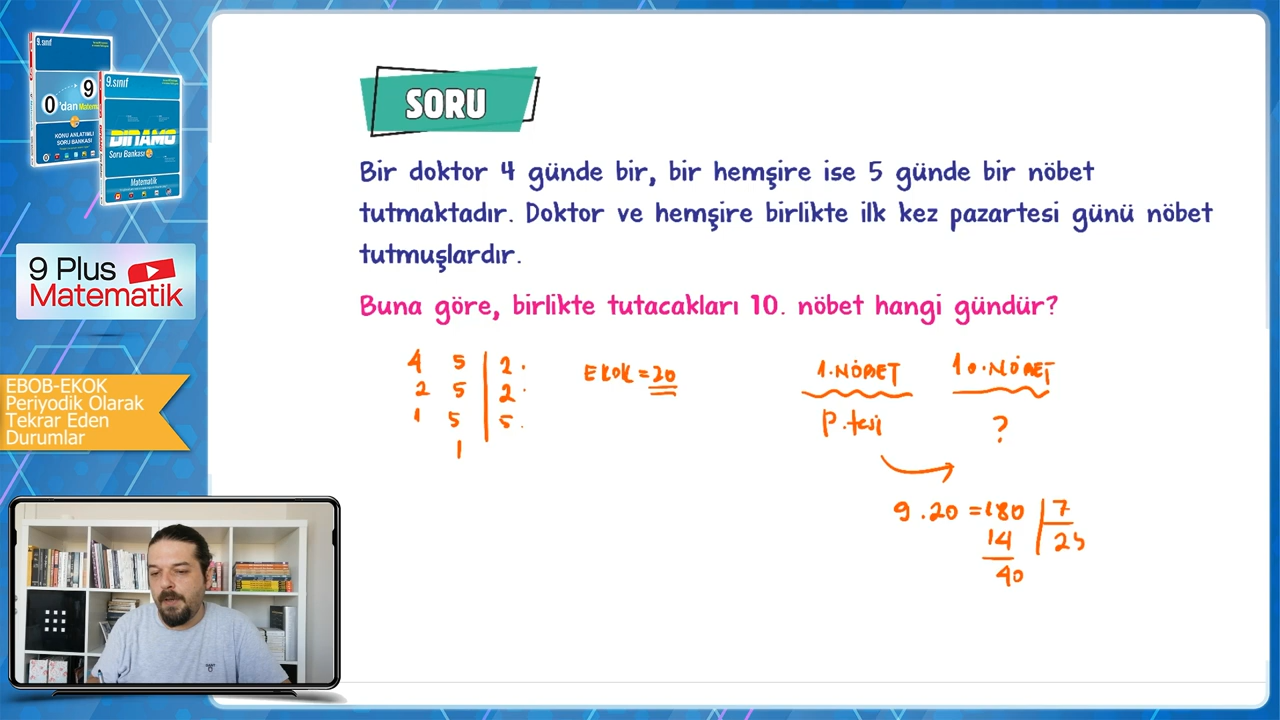 9.sınıf
0'dan 9
Matematik
KONU ANLATIMLI
SORU BANKASI
9.sınıf
DİNAMO
Soru Bankası
Matematik
9 Plus
Matematik
EBOB-EKOK
Periyodik Olarak
Tekrar Eden
Durumlar
SORU
Bir doktor 4 günde bir, bir hemşire ise 5 günde bir nöbet
tutmaktadır. Doktor ve hemşire birlikte ilk kez pazartesi günü nöbet
tutmuşlardır.
Buna göre, birlikte tutacakları 10. nöbet hangi gündür?
4 5 | 2.
2 5 | 2.
1 5 | 5.
1
EKOK = 20
1.NÖBET 10.NÖBET
P.tesi ?
9.20 = 180 | 7
14 | 25
40